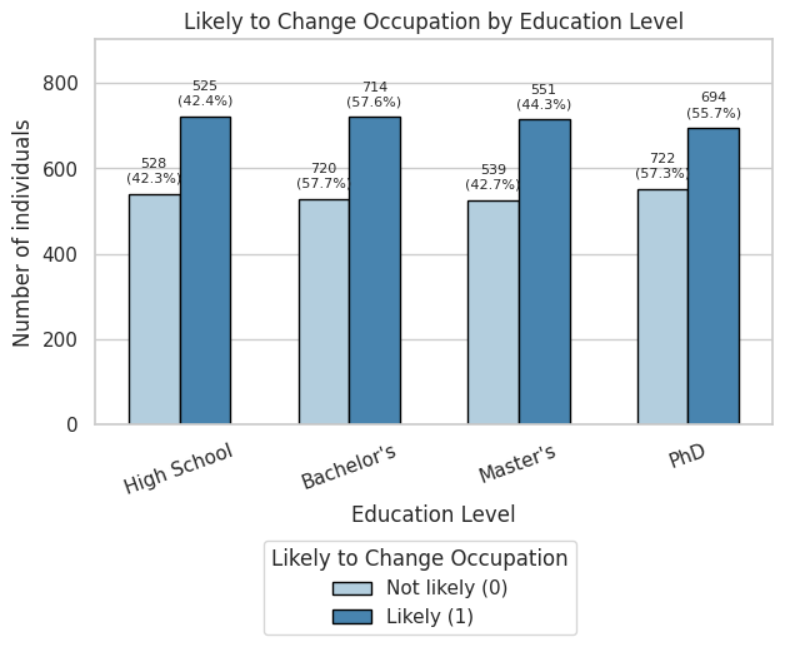 Likely to Change Occupation by Education Level
Number of individuals
800
600
400
200
0
528
(42.3%)
525
(42.4%)
720
(57.7%)
714
(57.6%)
539
(42.7%)
551
(44.3%)
722
(57.3%)
694
(55.7%)
High School
Bachelor's
Master's
PhD
Education Level
Likely to Change Occupation
Not likely (0)
Likely (1)